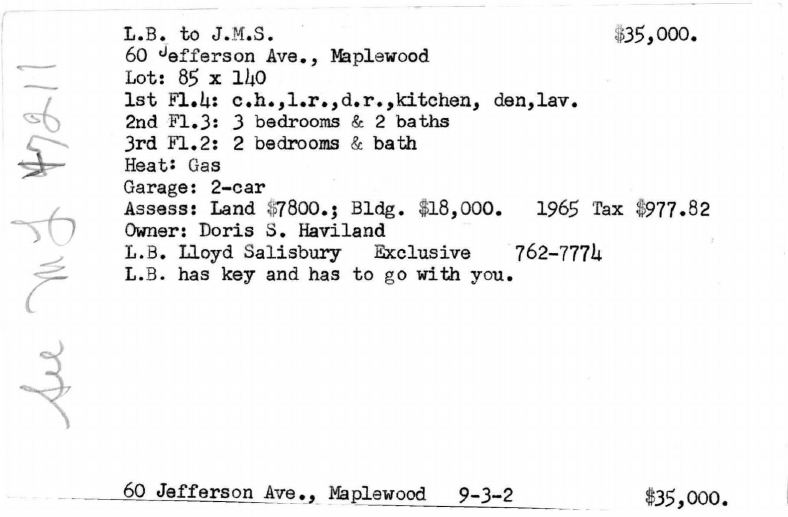 L.B. to J.M.S. $35,000.
60 Jefferson Ave., Maplewood
Lot: 85 x 140
1st Fl.4: c.h.,l.r.,d.r.,kitchen, den,lav.
2nd Fl.3: 3 bedrooms & 2 baths
3rd Fl.2: 2 bedrooms & bath
Heat: Gas
Garage: 2-car
Assess: Land $7800.; Bldg. $18,000. 1965 Tax $977.82
Owner: Doris S. Haviland
L.B. Lloyd Salisbury Exclusive 762-7774
L.B. has key and has to go with you.
60 Jefferson Ave., Maplewood 9-3-2 $35,000.
See